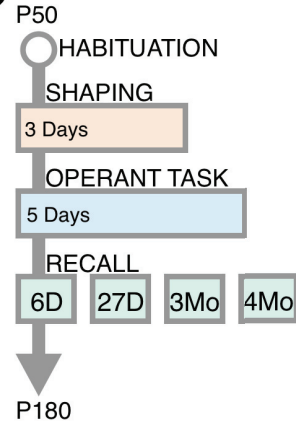 P50
HABITUATION
SHAPING
3 Days
OPERANT TASK
5 Days
RECALL
6D 27D 3Mo 4Mo
P180